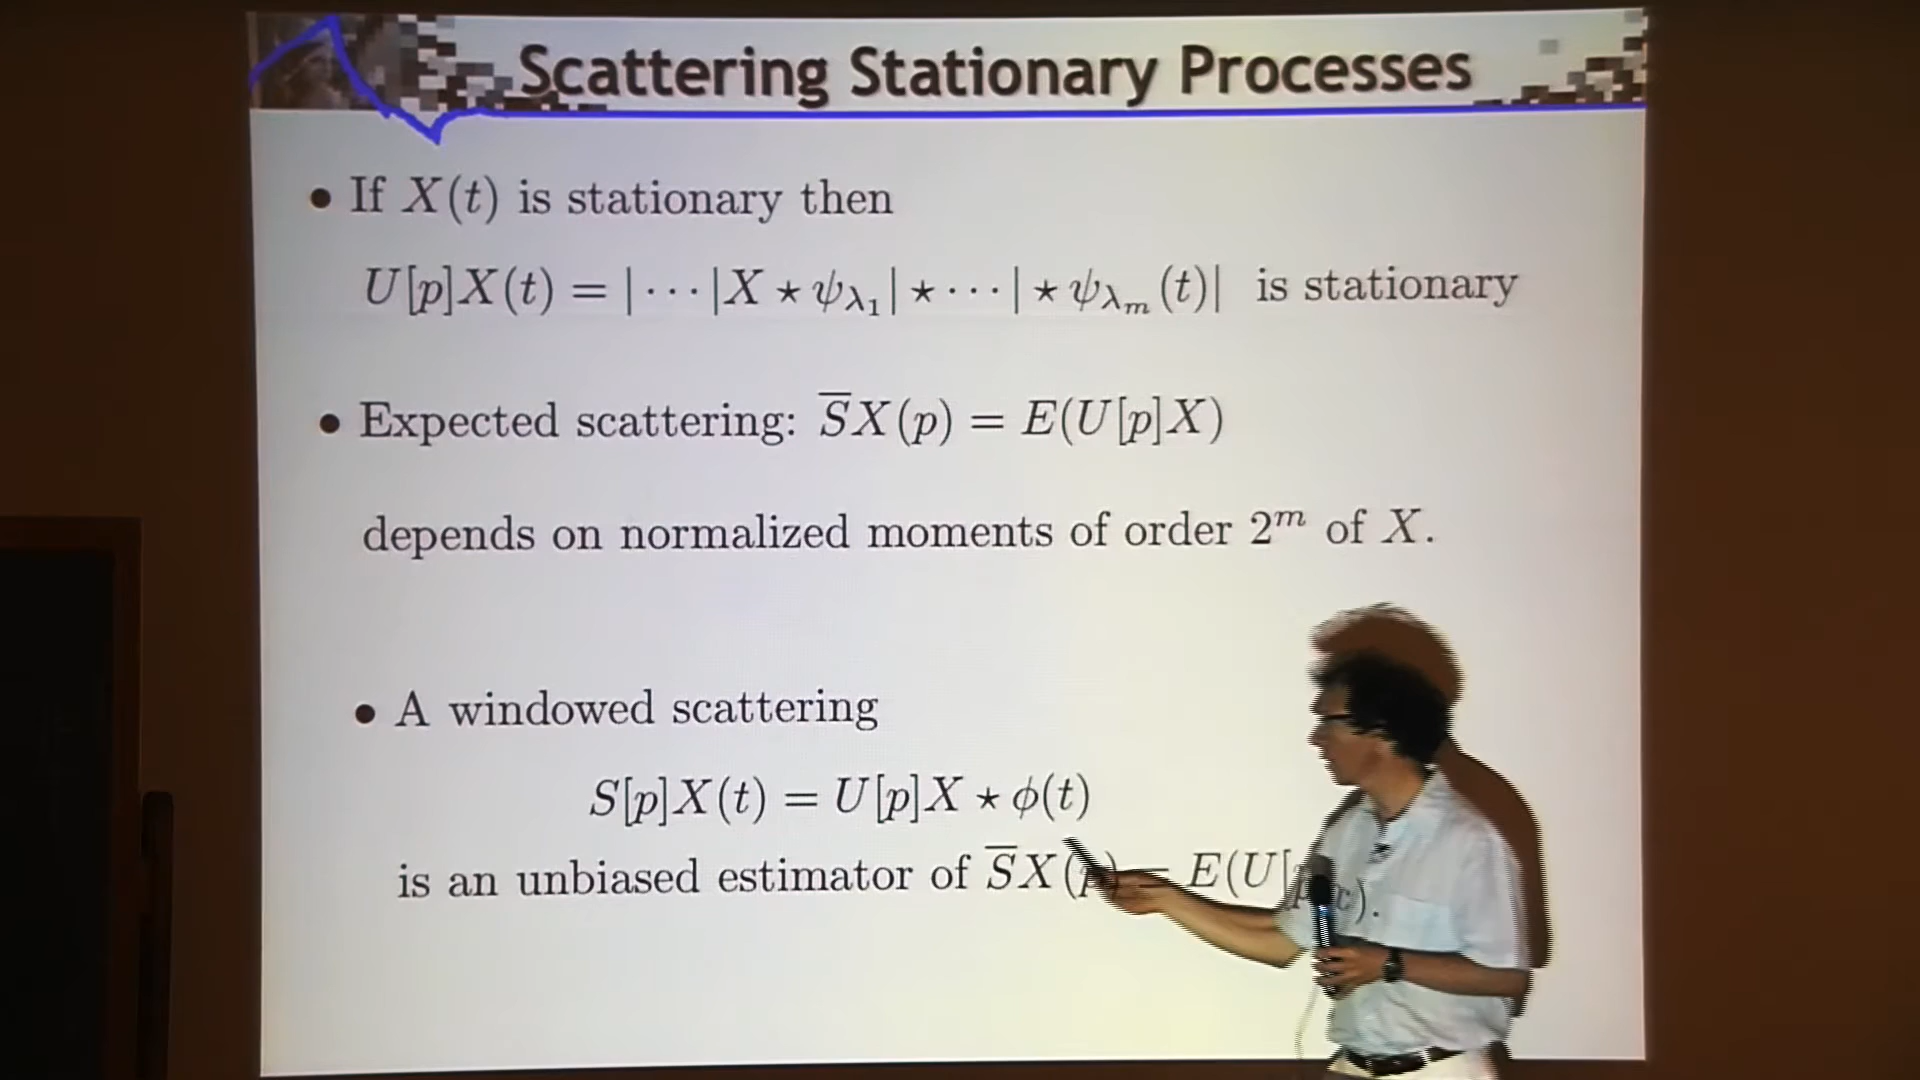 Scattering Stationary Processes
• If X(t) is stationary then
U[p]X(t) = | ⋯ |X ⋆ ψ_{λ_1}| ⋆ ⋯ | ⋆ ψ_{λ_m}(t)| is stationary
• Expected scattering: S̅X(p) = E(U[p]X)
depends on normalized moments of order 2^m of X.
• A windowed scattering
S[p]X(t) = U[p]X ⋆ ϕ(t)
is an unbiased estimator of S̅X(p) = E(U[p]x).